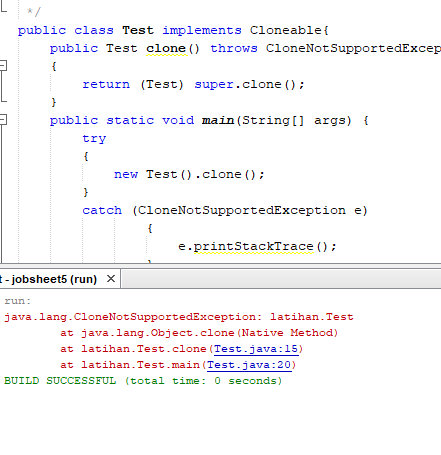 */
public class Test implements Cloneable{
public Test clone() throws CloneNotSupportedExcep
{
return (Test) super.clone();
}
public static void main(String[] args) {
try
{
new Test().clone();
}
catch (CloneNotSupportedException e)
{
e.printStackTrace();
t - jobsheet5 (run) ×
run:
java.lang.CloneNotSupportedException: latihan.Test
at java.lang.Object.clone(Native Method)
at latihan.Test.clone(Test.java:15)
at latihan.Test.main(Test.java:20)
BUILD SUCCESSFUL (total time: 0 seconds)